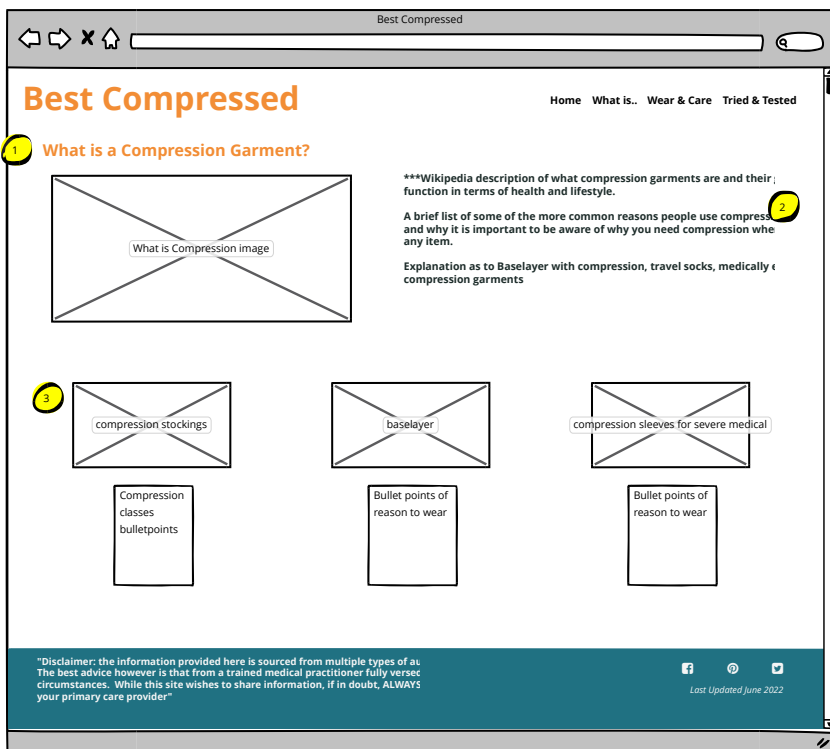 Best Compressed
Best Compressed
Home What is.. Wear & Care Tried & Tested
1
What is a Compression Garment?
***Wikipedia description of what compression garments are and their
function in terms of health and lifestyle.
2
A brief list of some of the more common reasons people use
and why it is important to be aware of why you need compression
any item.
What is Compression image
Explanation as to Baselayer with compression, travel socks, medically
compression garments
3
compression stockings
baselayer
compression sleeves for severe medical
Compression
classes
bulletpoints
Bullet points of
reason to wear
Bullet points of
reason to wear
"Disclaimer: the information provided here is sourced from multiple types of
The best advice however is that from a trained medical practitioner fully
circumstances. While this site wishes to share information, if in doubt, ALWAYS
your primary care provider"
Last Updated June 2022